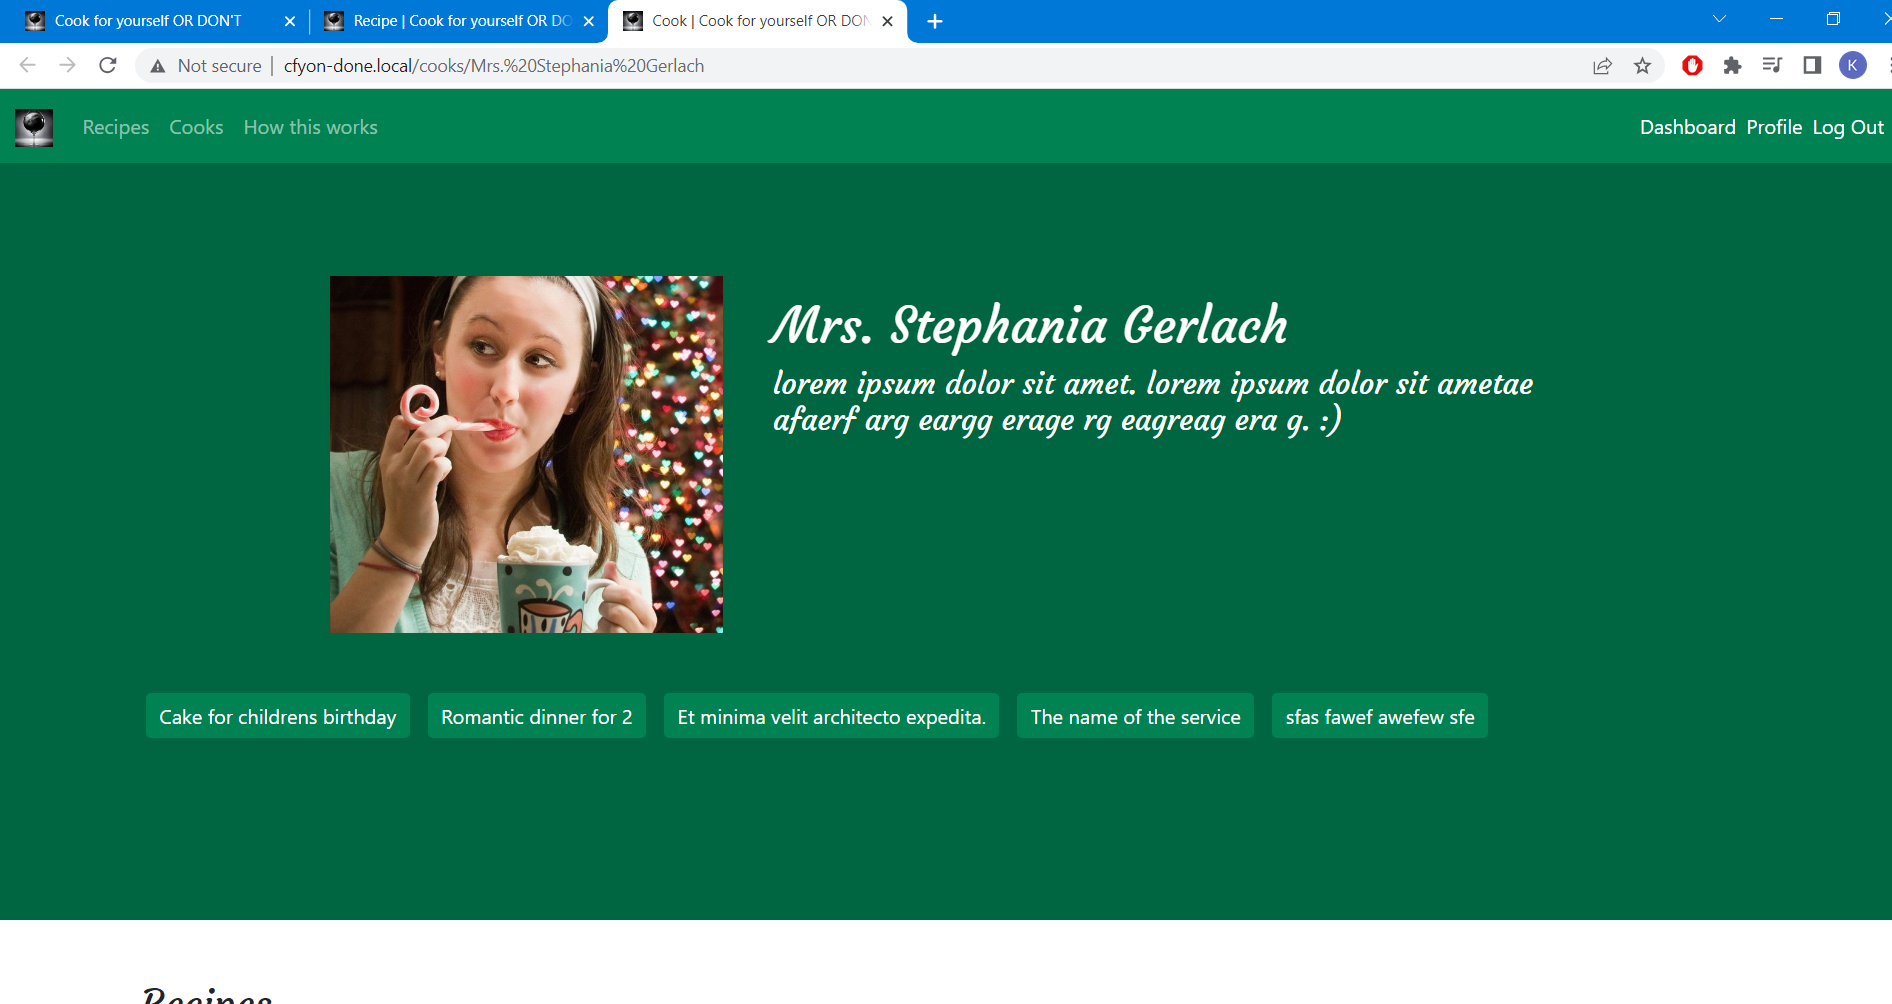 Cook for yourself OR DON'T
Recipe | Cook for yourself OR DO
Cook | Cook for yourself OR DON
Not secure
cfyon-done.local/cooks/Mrs.%20Stephania%20Gerlach
K
Recipes Cooks How this works
Dashboard Profile Log Out
Mrs. Stephania Gerlach
lorem ipsum dolor sit amet. lorem ipsum dolor sit ametae
afaerf arg eargg erage rg eagreag era g. :)
Cake for childrens birthday
Romantic dinner for 2
Et minima velit architecto expedita.
The name of the service
sfas fawef awefew sfe
Recipes